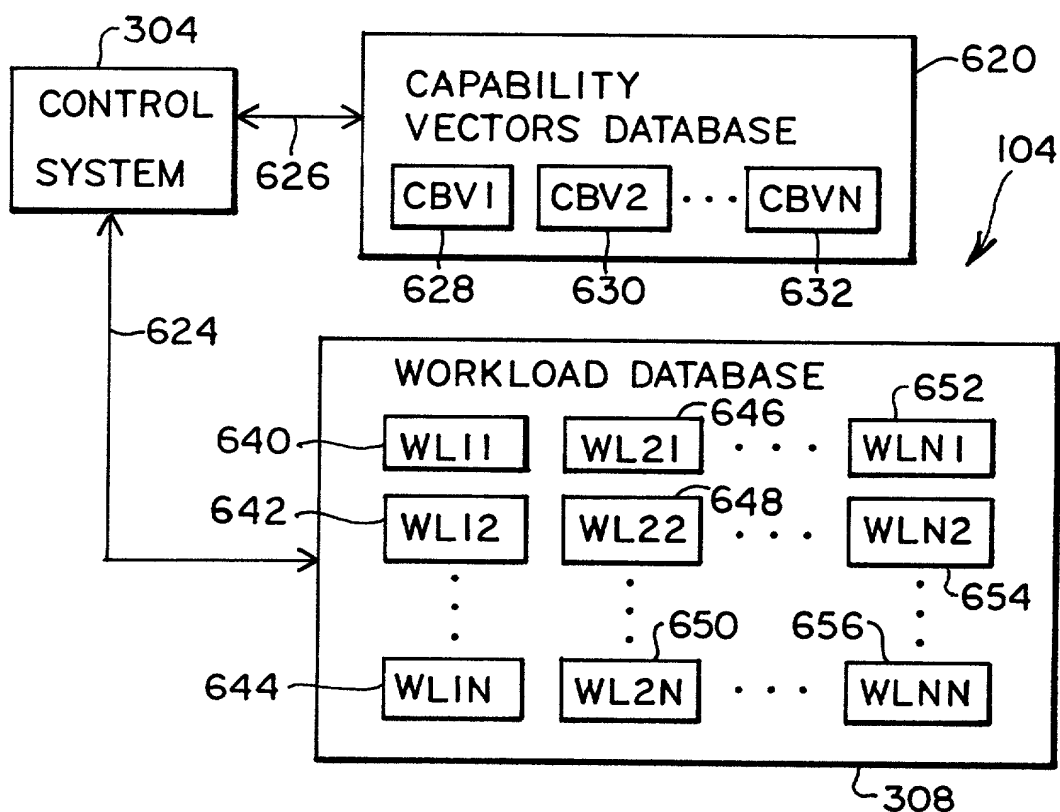 304
CONTROL
SYSTEM
626
CAPABILITY
VECTORS DATABASE
620
CBV1
CBV2
CBVN
628
630
632
104
624
WORKLOAD DATABASE
640
WL11
646
WL21
652
WLN1
642
WL12
648
WL22
WLN2
654
644
WL1N
650
WL2N
656
WLNN
308